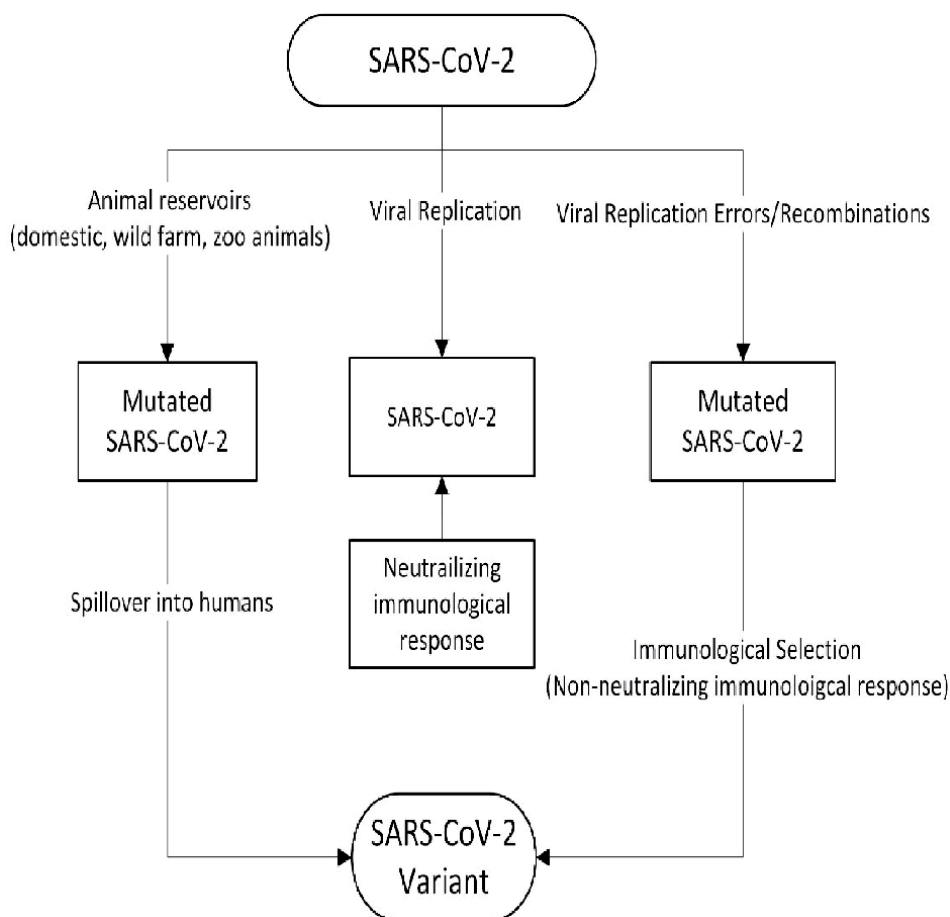 SARS-CoV-2
Animal reservoirs
(domestic, wild farm, zoo animals)
Viral Replication
Viral Replication Errors/Recombinations
Mutated
SARS-CoV-2
SARS-CoV-2
Mutated
SARS-CoV-2
Neutrailizing
immunological
response
Spillover into humans
Immunological Selection
(Non-neutralizing immunoloigcal response)
SARS-CoV-2
Variant